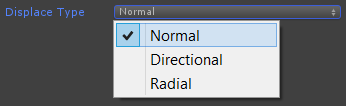 Displace Type Normal
Normal
Directional
Radial